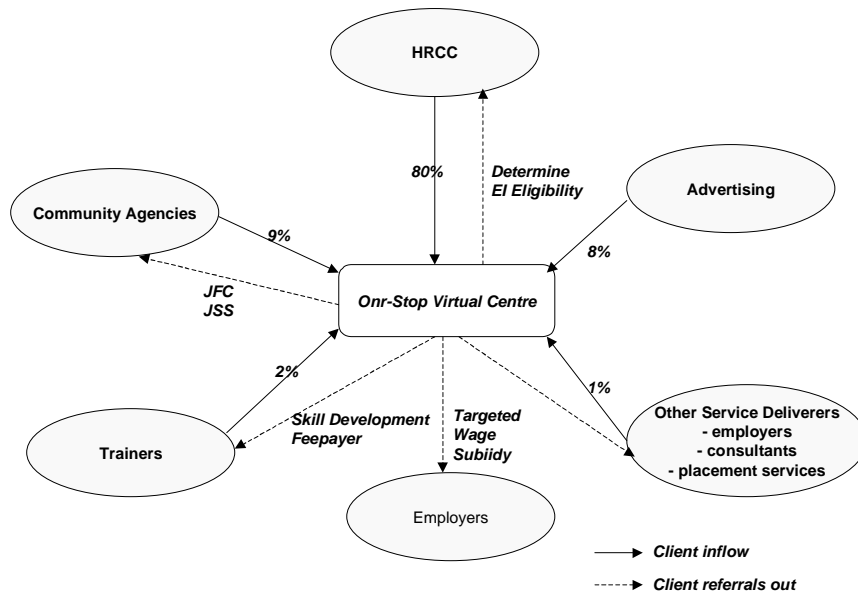 HRCC
80%
Determine
EI Eligibility
Advertising
Community Agencies
9%
8%
JFC
JSS
Onr-Stop Virtual Centre
2%
1%
Skill Development
Feepayer
Targeted
Wage
Subiidy
Other Service Deliverers
- employers
- consultants
- placement services
Trainers
Employers
Client inflow
Client referrals out